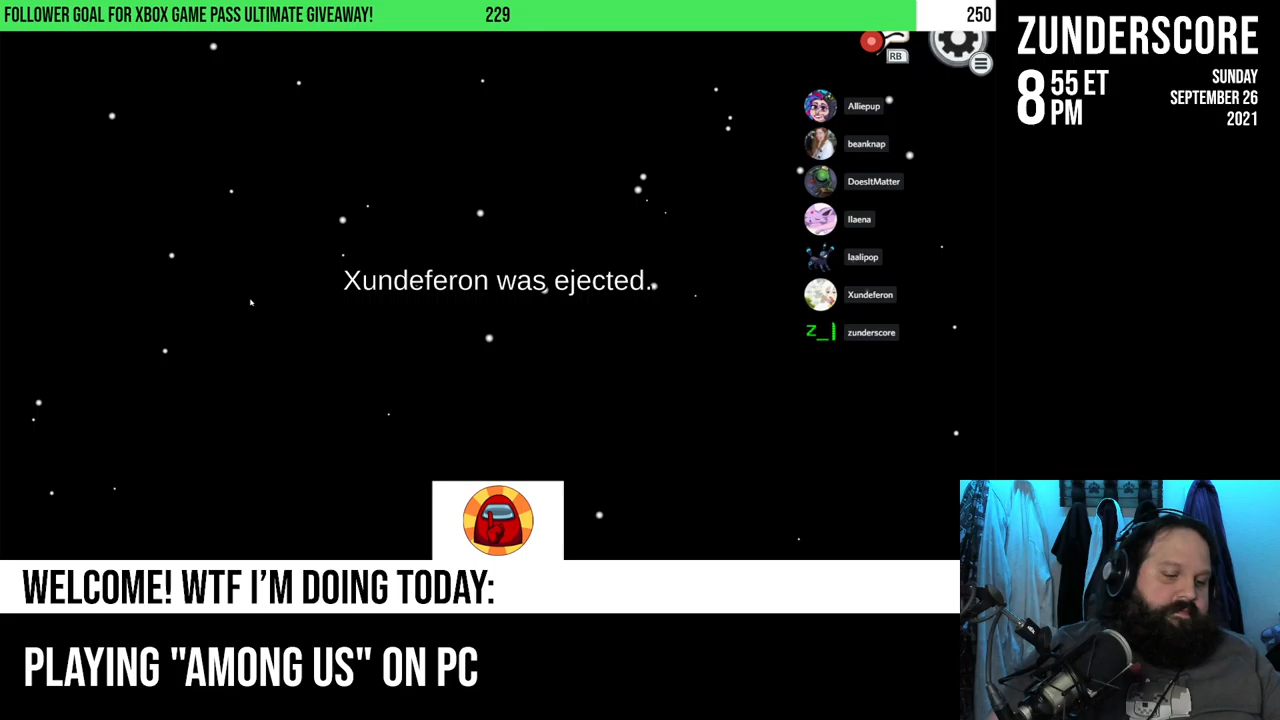 FOLLOWER GOAL FOR XBOX GAME PASS ULTIMATE GIVEAWAY! 229 250
ZUNDERSCORE
8 55 ET PM
SUNDAY
SEPTEMBER 26
2021
RB
Alliepup
beanknap
DoesItMatter
Ilaena
laalipop
Xundeferon
z_| zunderscore
Xundeferon was ejected.
WELCOME! WTF I'M DOING TODAY:
PLAYING "AMONG US" ON PC